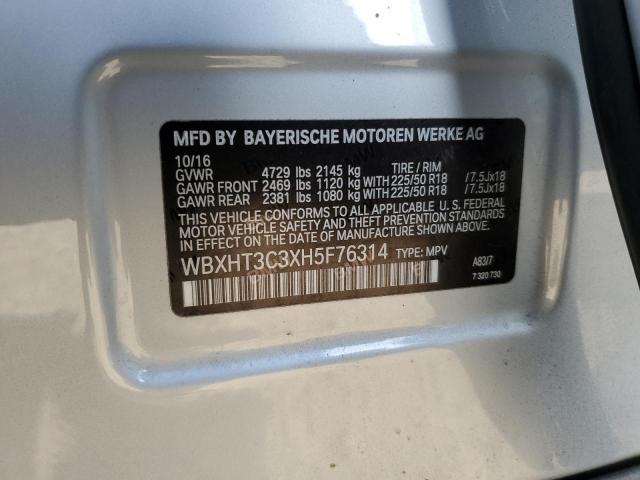 MFD BY BAYERISCHE MOTOREN WERKE AG
10/16
GVWR 4729 lbs 2145 kg TIRE / RIM
GAWR FRONT 2469 lbs 1120 kg WITH 225/50 R18 /7.5Jx18
GAWR REAR 2381 lbs 1080 kg WITH 225/50 R18 /7.5Jx18
THIS VEHICLE CONFORMS TO ALL APPLICABLE U. S. FEDERAL
MOTOR VEHICLE SAFETY STANDARDS IN EFFECT ON THE DATE OF MANUFACTURE
SHOWN ABOVE.
WBXHT3C3XH5F76314 TYPE: MPV
A83/7
7 320 730